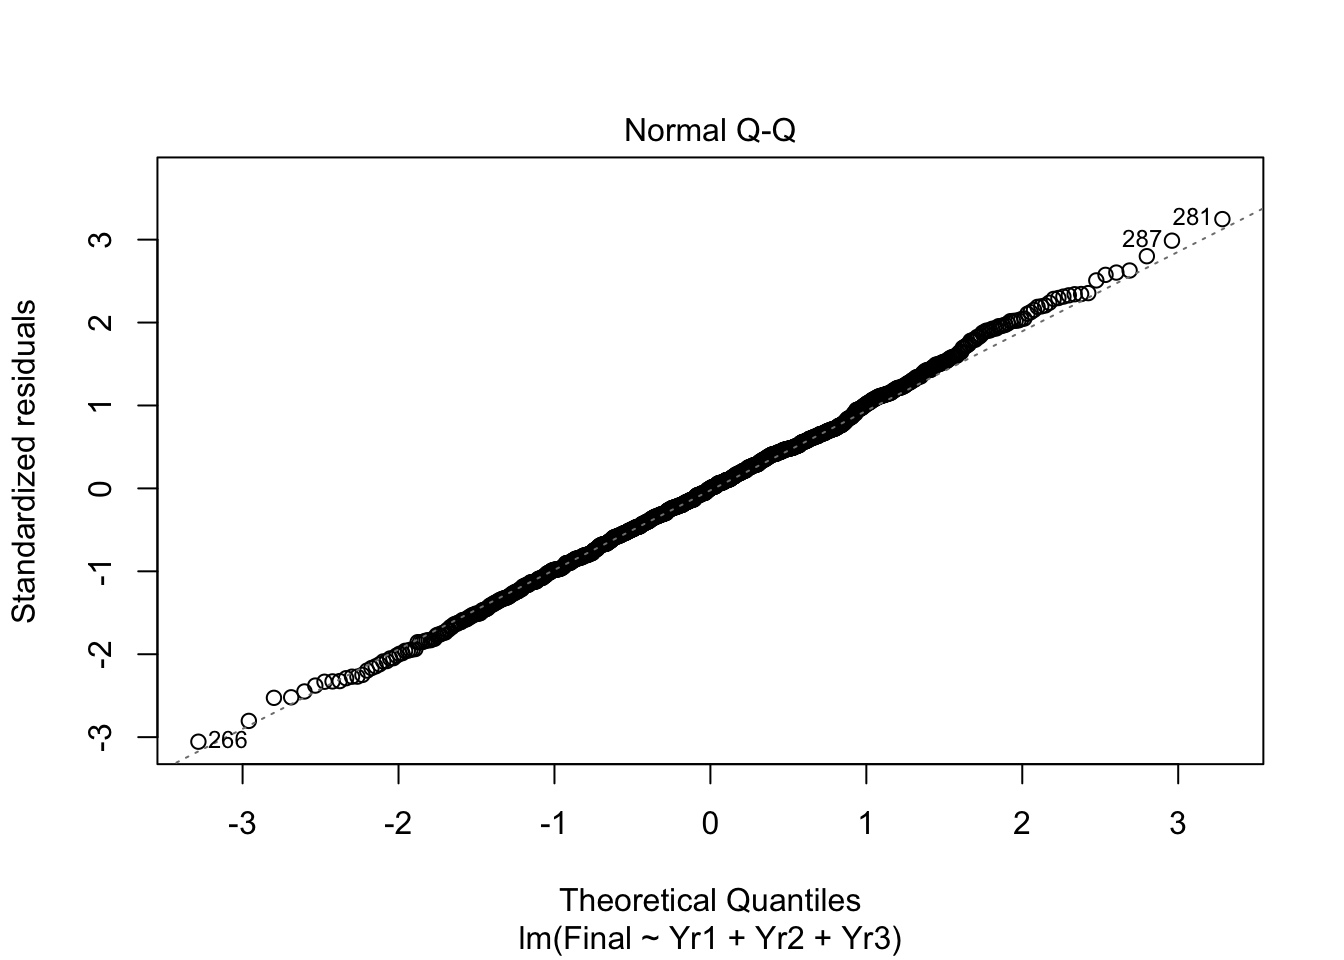 Normal Q-Q
281
287
266
3
2
1
0
-1
-2
-3
Standardized residuals
-3 -2 -1 0 1 2 3
Theoretical Quantiles
lm(Final ~ Yr1 + Yr2 + Yr3)